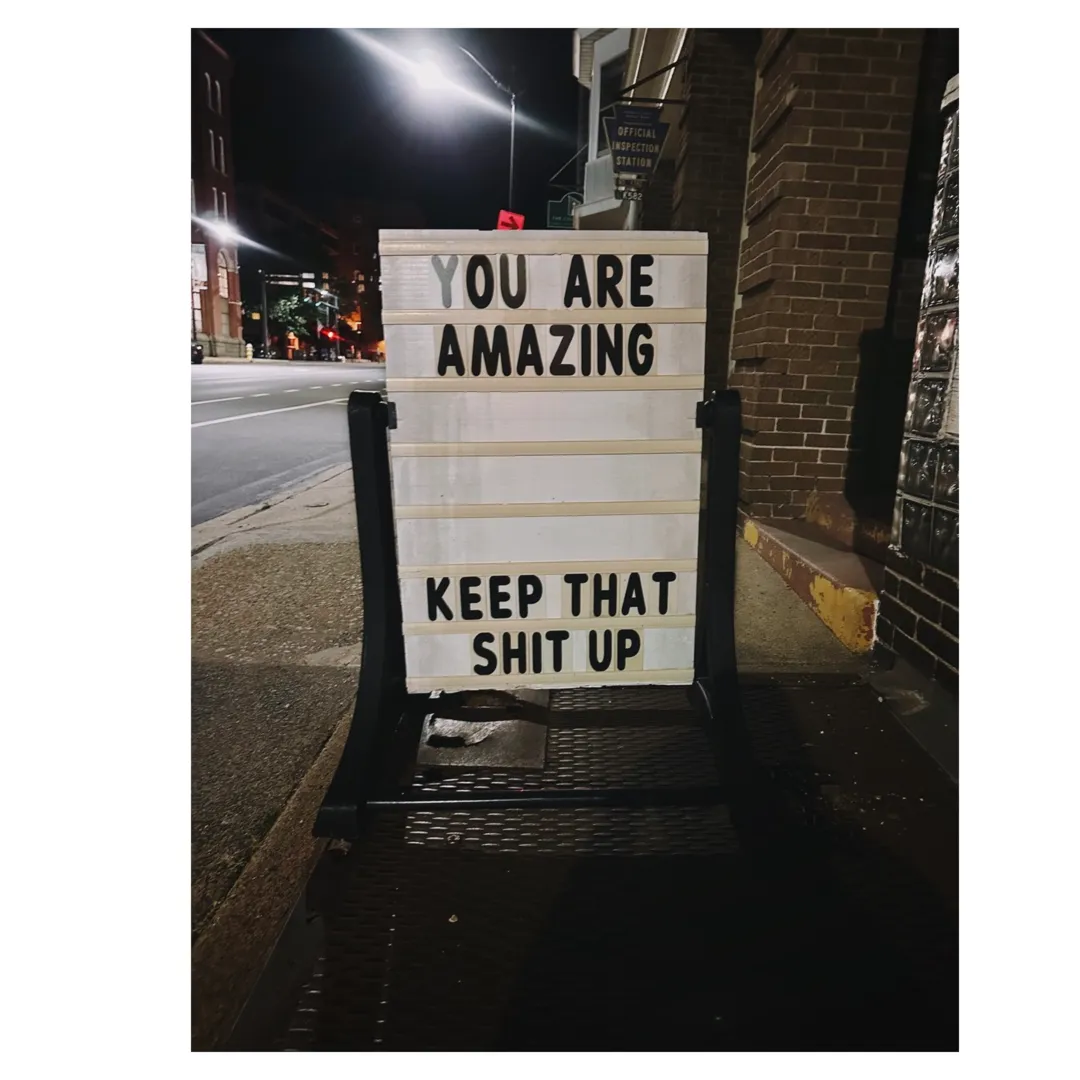 OFFICIAL
INSPECTION
STATION
YOU ARE
AMAZING
KEEP THAT
SHIT UP